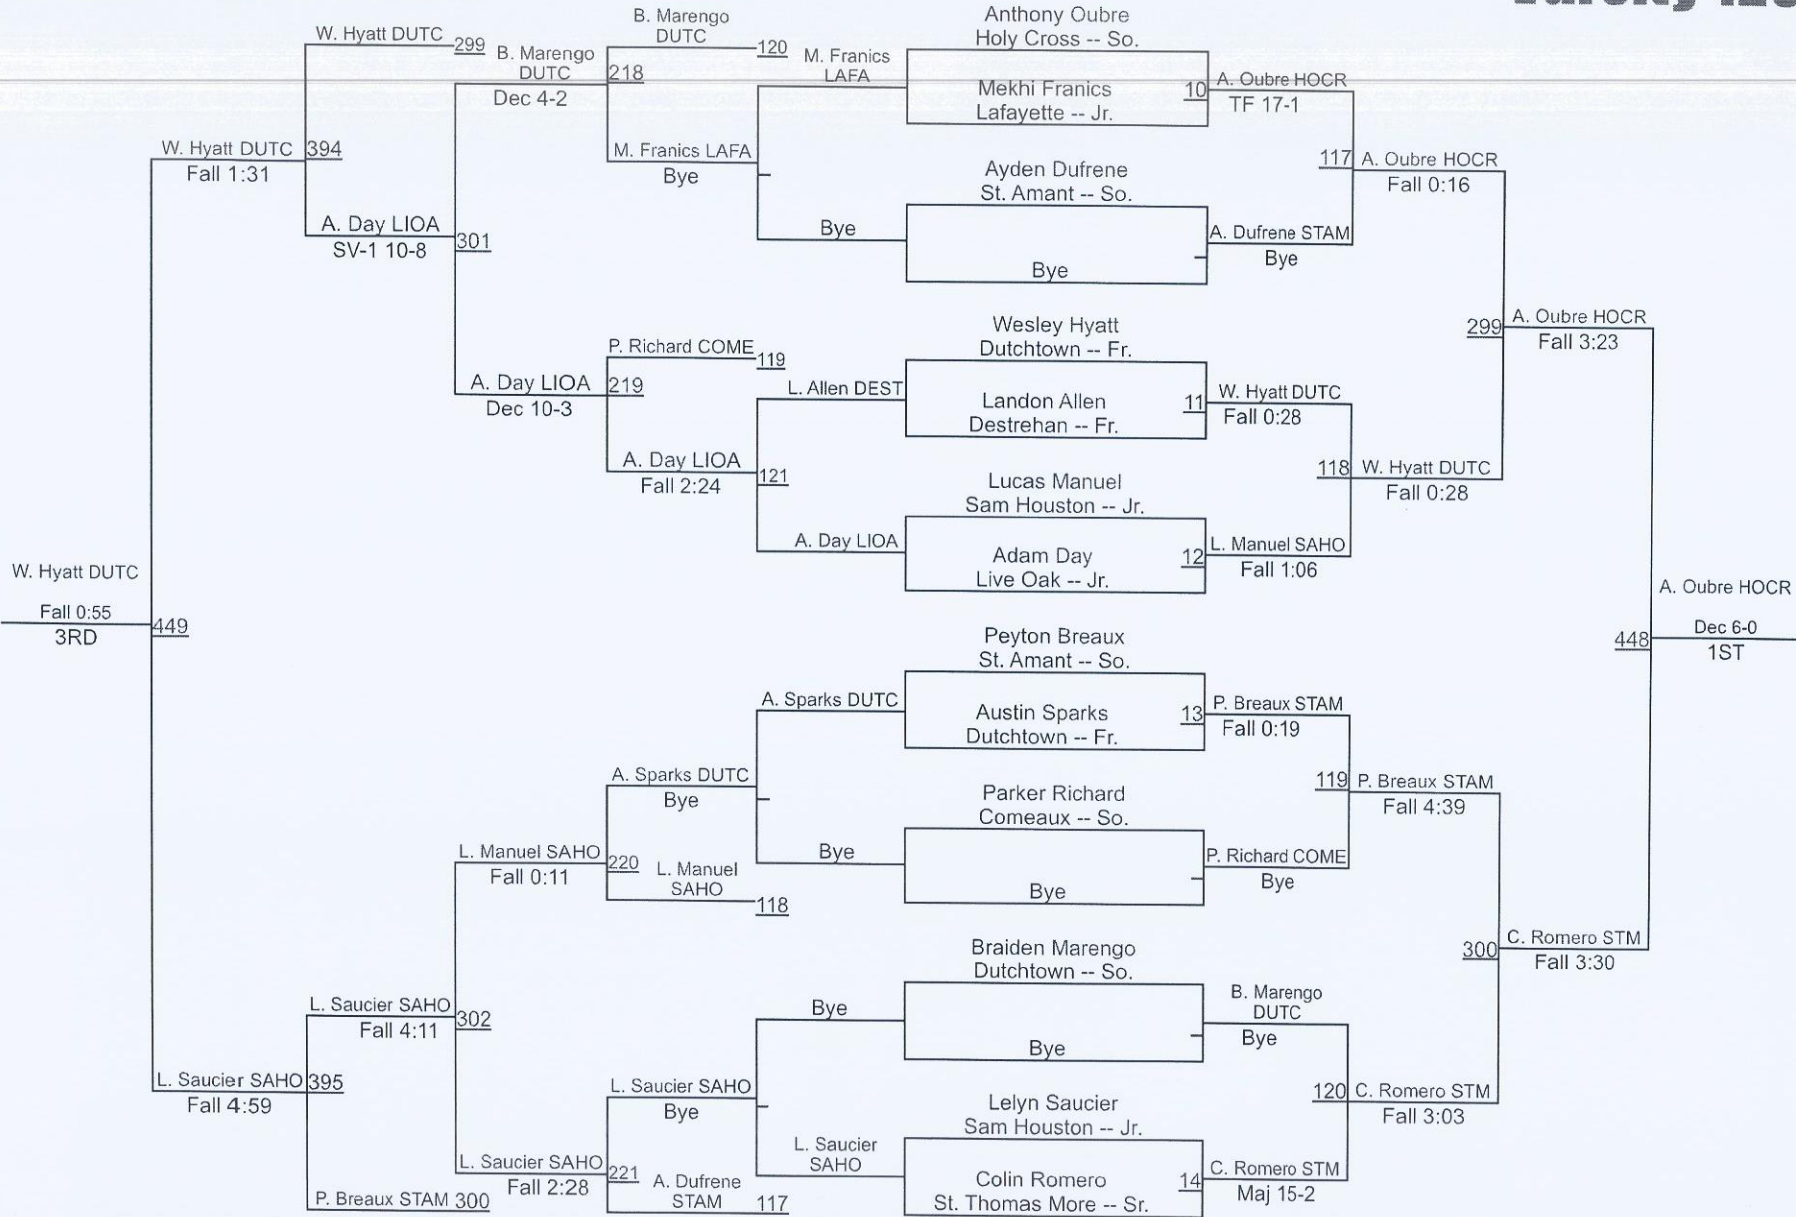 B. Marengo
DUTC
120
W. Hyatt DUTC
299
B. Marengo
DUTC
218
Dec 4-2
M. Franics LAFA
Bye
M. Franics
LAFA
Bye
W. Hyatt DUTC
394
Fall 1:31
A. Day LIOA
301
SV-1 10-8
P. Richard COME
119
A. Day LIOA
219
Dec 10-3
L. Allen DEST
A. Day LIOA
121
Fall 2:24
A. Day LIOA
W. Hyatt DUTC
Fall 0:55
449
3RD
A. Sparks DUTC
A. Sparks DUTC
Bye
Bye
L. Manuel SAHO
220
Fall 0:11
L. Manuel
SAHO
118
L. Saucier SAHO
302
Fall 4:11
L. Saucier SAHO
395
Fall 4:59
Bye
L. Saucier SAHO
Bye
L. Saucier
SAHO
L. Saucier SAHO
221
Fall 2:28
A. Dufrene
STAM
117
P. Breaux STAM
300
Anthony Oubre
Holy Cross -- So.
Mekhi Franics
10
Lafayette -- Jr.
A. Oubre HOCR
TF 17-1
Ayden Dufrene
St. Amant -- So.
Bye
A. Dufrene STAM
Bye
117
A. Oubre HOCR
Fall 0:16
Wesley Hyatt
Dutchtown -- Fr.
Landon Allen
11
Destrehan -- Fr.
W. Hyatt DUTC
Fall 0:28
Lucas Manuel
Sam Houston -- Jr.
Adam Day
12
Live Oak -- Jr.
L. Manuel SAHO
Fall 1:06
118
W. Hyatt DUTC
Fall 0:28
299
A. Oubre HOCR
Fall 3:23
Peyton Breaux
St. Amant -- So.
Austin Sparks
13
Dutchtown -- Fr.
P. Breaux STAM
Fall 0:19
Parker Richard
Comeaux -- So.
Bye
P. Richard COME
Bye
119
P. Breaux STAM
Fall 4:39
Braiden Marengo
Dutchtown -- So.
Bye
B. Marengo
DUTC
Bye
Lelyn Saucier
Sam Houston -- Jr.
Colin Romero
14
St. Thomas More -- Sr.
C. Romero STM
Maj 15-2
120
C. Romero STM
Fall 3:03
300
C. Romero STM
Fall 3:30
A. Oubre HOCR
448
Dec 6-0
1ST